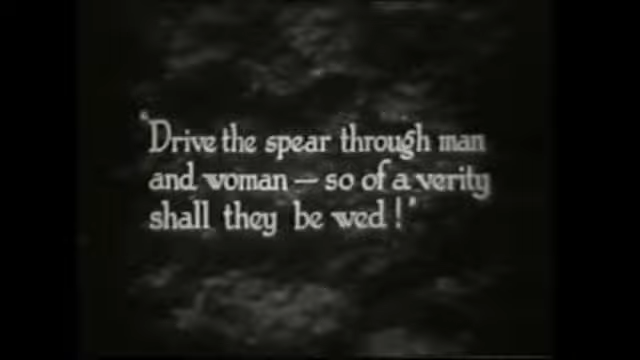 "Drive the spear through man
and woman — so of a verity
shall they be wed!"